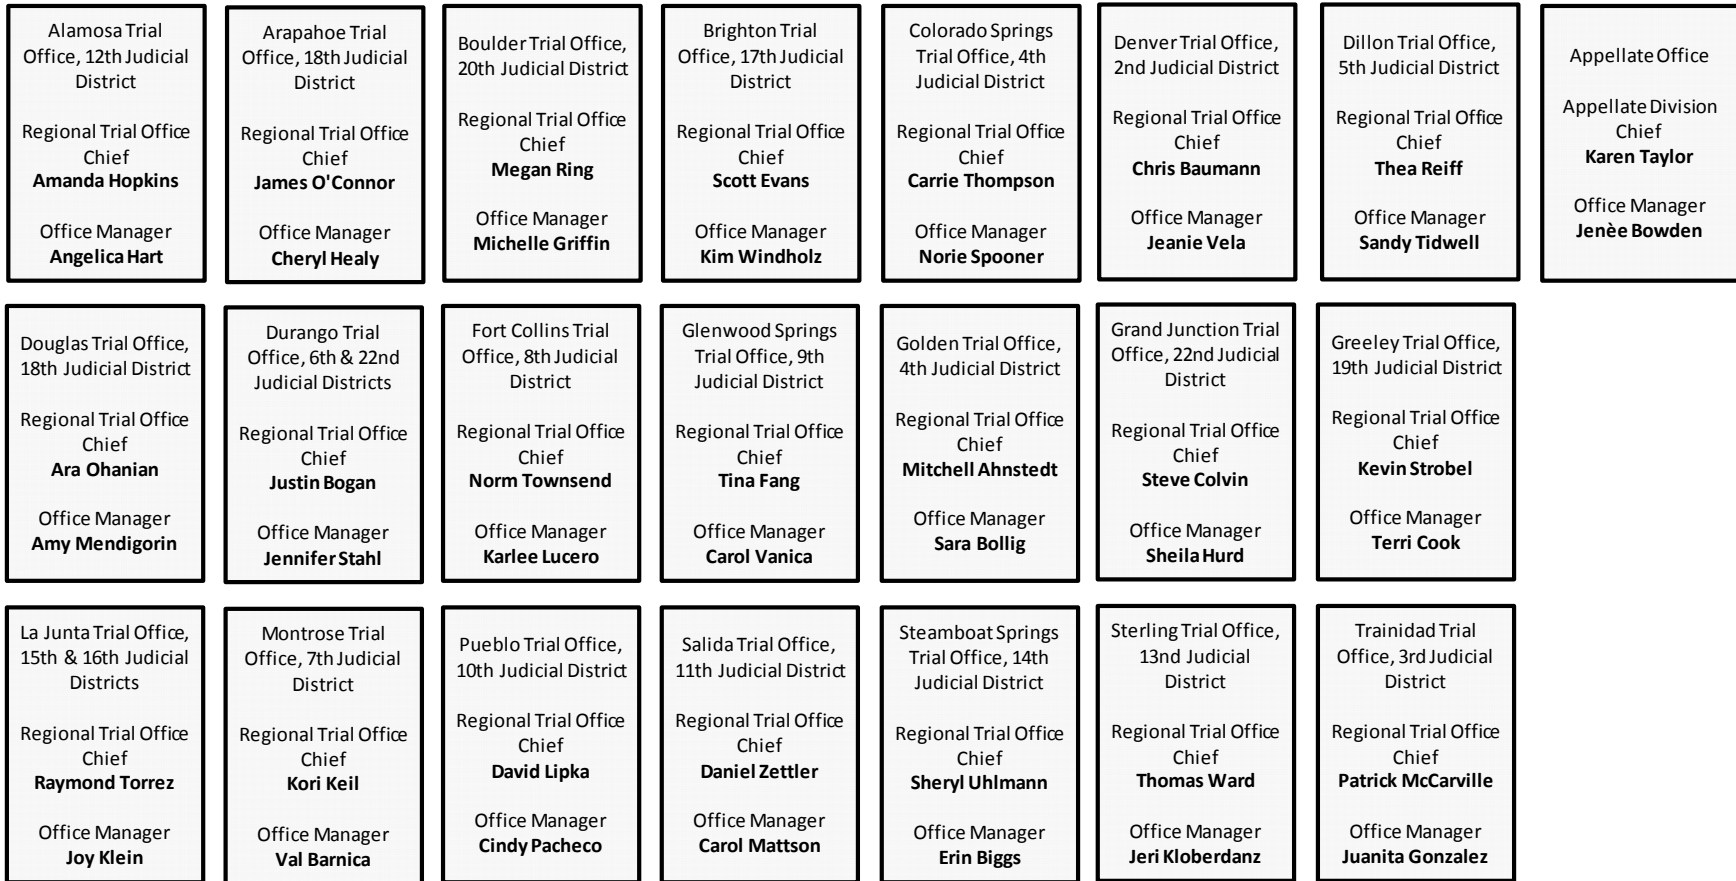 Alamosa Trial
Office, 12th Judicial
District
Regional Trial Office
Chief
Amanda Hopkins
Office Manager
Angelica Hart
Arapahoe Trial
Office, 18th Judicial
District
Regional Trial Office
Chief
James O'Connor
Office Manager
Cheryl Healy
Boulder Trial Office,
20th Judicial District
Regional Trial Office
Chief
Megan Ring
Office Manager
Michelle Griffin
Brighton Trial
Office, 17th Judicial
District
Regional Trial Office
Chief
Scott Evans
Office Manager
Kim Windholz
Colorado Springs
Trial Office, 4th
Judicial District
Regional Trial Office
Chief
Carrie Thompson
Office Manager
Norie Spooner
Denver Trial Office,
2nd Judicial District
Regional Trial Office
Chief
Chris Baumann
Office Manager
Jeanie Vela
Dillon Trial Office,
5th Judicial District
Regional Trial Office
Chief
Thea Reiff
Office Manager
Sandy Tidwell
Appellate Office
Appellate Division
Chief
Karen Taylor
Office Manager
Jenèe Bowden
Douglas Trial Office,
18th Judicial District
Regional Trial Office
Chief
Ara Ohanian
Office Manager
Amy Mendigorin
Durango Trial
Office, 6th & 22nd
Judicial Districts
Regional Trial Office
Chief
Justin Bogan
Office Manager
Jennifer Stahl
Fort Collins Trial
Office, 8th Judicial
District
Regional Trial Office
Chief
Norm Townsend
Office Manager
Karlee Lucero
Glenwood Springs
Trial Office, 9th
Judicial District
Regional Trial Office
Chief
Tina Fang
Office Manager
Carol Vanica
Golden Trial Office,
4th Judicial District
Regional Trial Office
Chief
Mitchell Ahnstedt
Office Manager
Sara Bollig
Grand Junction Trial
Office, 22nd Judicial
District
Regional Trial Office
Chief
Steve Colvin
Office Manager
Sheila Hurd
Greeley Trial Office,
19th Judicial District
Regional Trial Office
Chief
Kevin Strobel
Office Manager
Terri Cook
La Junta Trial Office,
15th & 16th Judicial
Districts
Regional Trial Office
Chief
Raymond Torrez
Office Manager
Joy Klein
Montrose Trial
Office, 7th Judicial
District
Regional Trial Office
Chief
Kori Keil
Office Manager
Val Barnica
Pueblo Trial Office,
10th Judicial District
Regional Trial Office
Chief
David Lipka
Office Manager
Cindy Pacheco
Salida Trial Office,
11th Judicial District
Regional Trial Office
Chief
Daniel Zettler
Office Manager
Carol Mattson
Steamboat Springs
Trial Office, 14th
Judicial District
Regional Trial Office
Chief
Sheryl Uhlmann
Office Manager
Erin Biggs
Sterling Trial Office,
13nd Judicial
District
Regional Trial Office
Chief
Thomas Ward
Office Manager
Jeri Kloberdanz
Trainidad Trial
Office, 3rd Judicial
District
Regional Trial Office
Chief
Patrick McCarville
Office Manager
Juanita Gonzalez